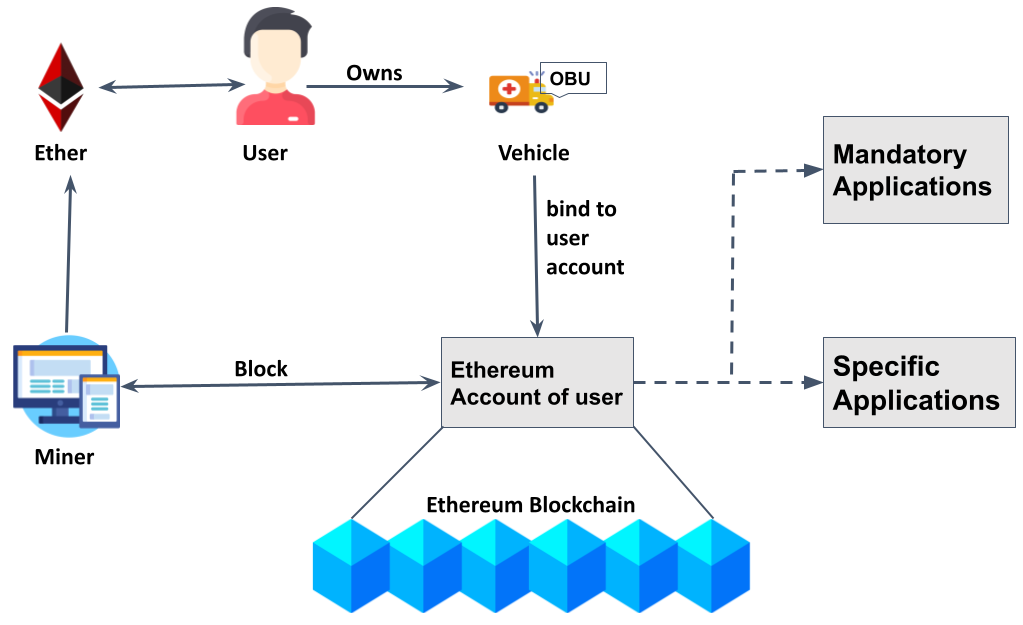 Owns
OBU
Ether
User
Vehicle
Mandatory
Applications
bind to
user
account
Block
Ethereum
Account of user
Specific
Applications
Miner
Ethereum Blockchain